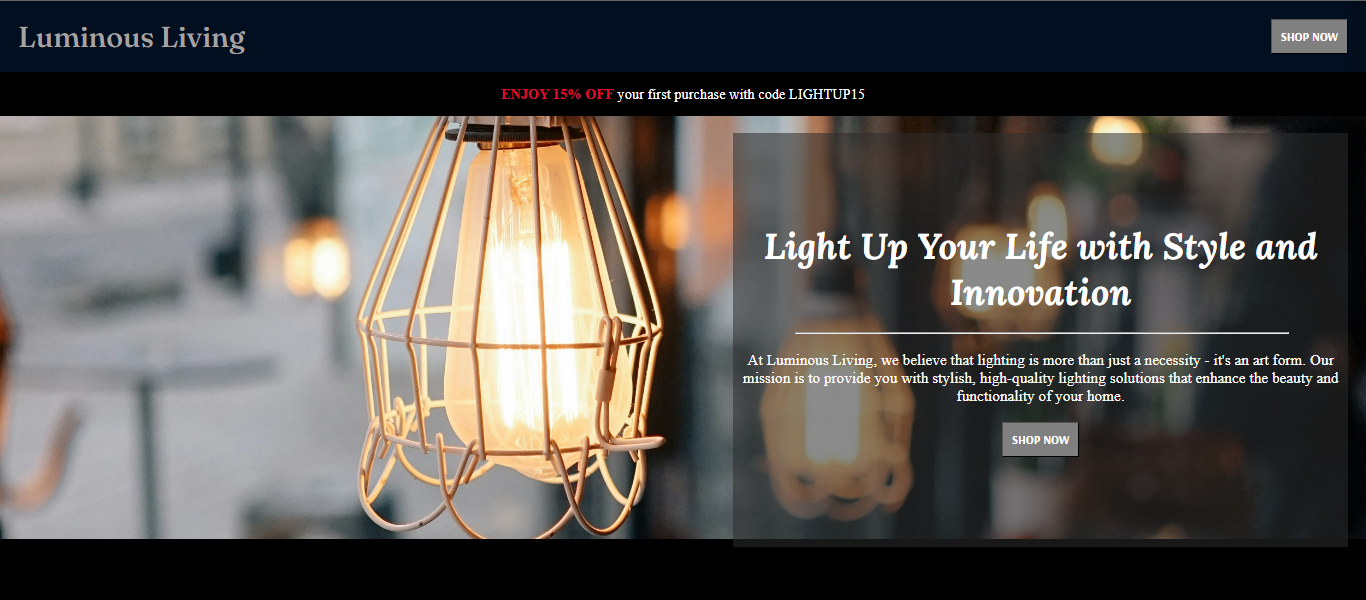 Luminous Living
SHOP NOW
ENJOY 15% OFF your first purchase with code LIGHTUP15
Light Up Your Life with Style and
Innovation
At Luminous Living, we believe that lighting is more than just a necessity - it's an art form. Our
mission is to provide you with stylish, high-quality lighting solutions that enhance the beauty and
functionality of your home.
SHOP NOW